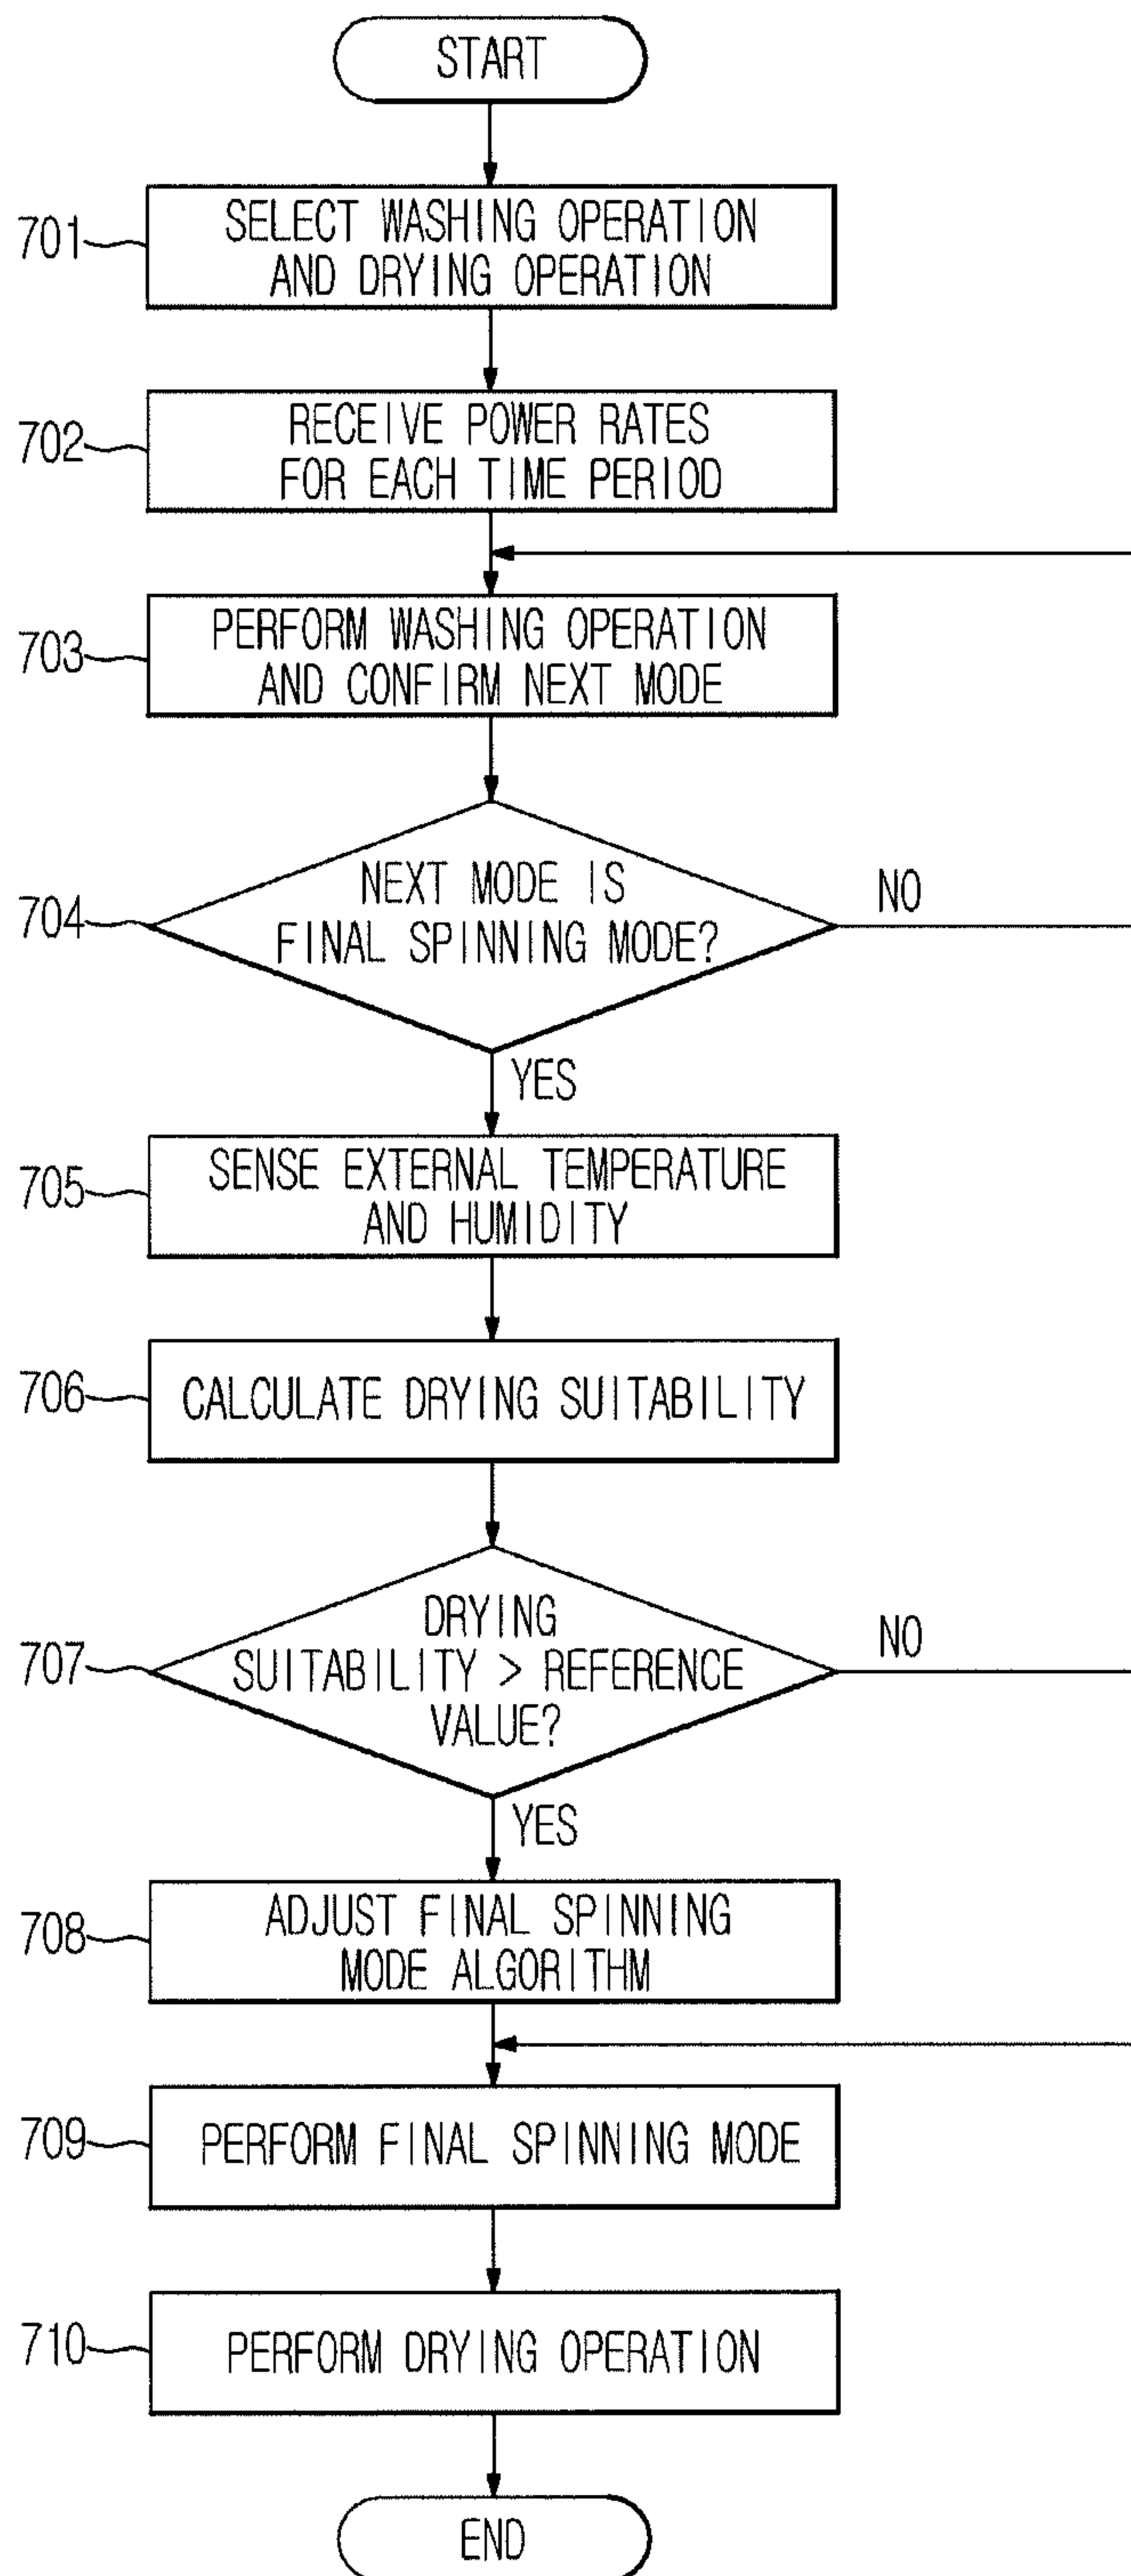 START
701
SELECT WASHING OPERATION
AND DRYING OPERATION
702
RECEIVE POWER RATES
FOR EACH TIME PERIOD
703
PERFORM WASHING OPERATION
AND CONFIRM NEXT MODE
704
NEXT MODE IS
FINAL SPINNING MODE?
NO
YES
705
SENSE EXTERNAL TEMPERATURE
AND HUMIDITY
706
CALCULATE DRYING SUITABILITY
707
DRYING
SUITABILITY > REFERENCE
VALUE?
NO
YES
708
ADJUST FINAL SPINNING
MODE ALGORITHM
709
PERFORM FINAL SPINNING MODE
710
PERFORM DRYING OPERATION
END